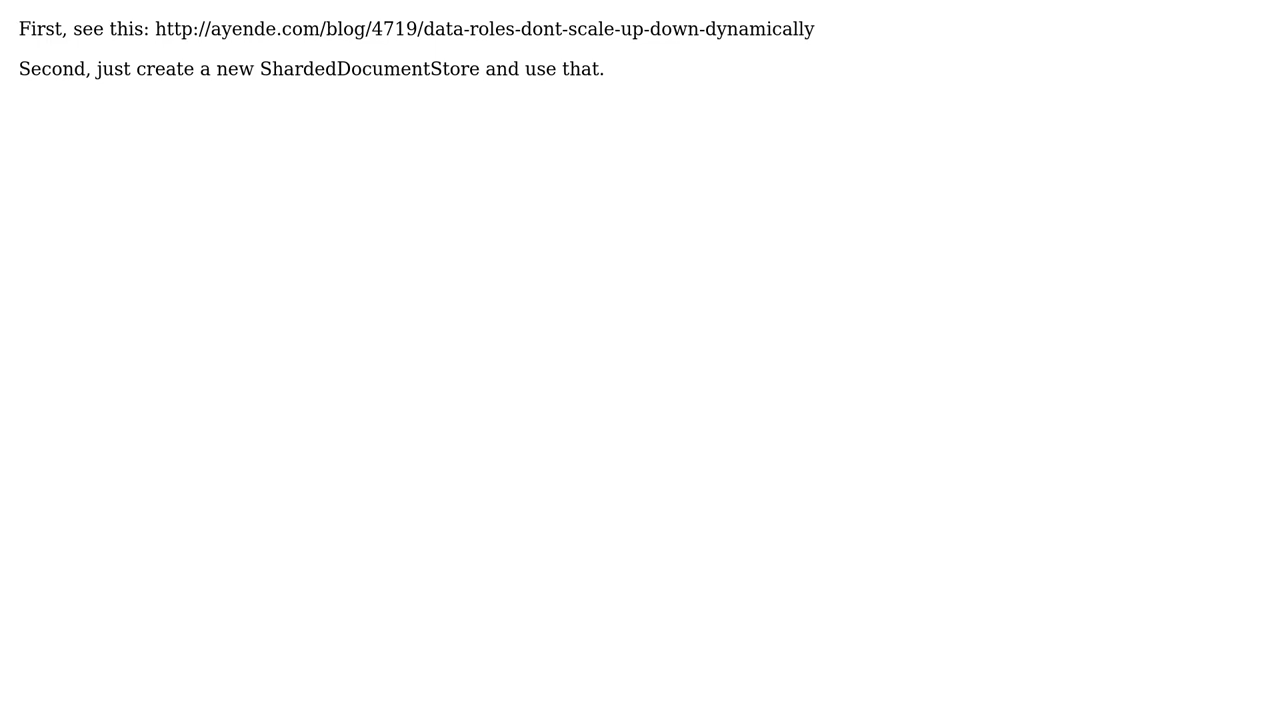 First, see this: http://ayende.com/blog/4719/data-roles-dont-scale-up-down-dynamically
Second, just create a new ShardedDocumentStore and use that.